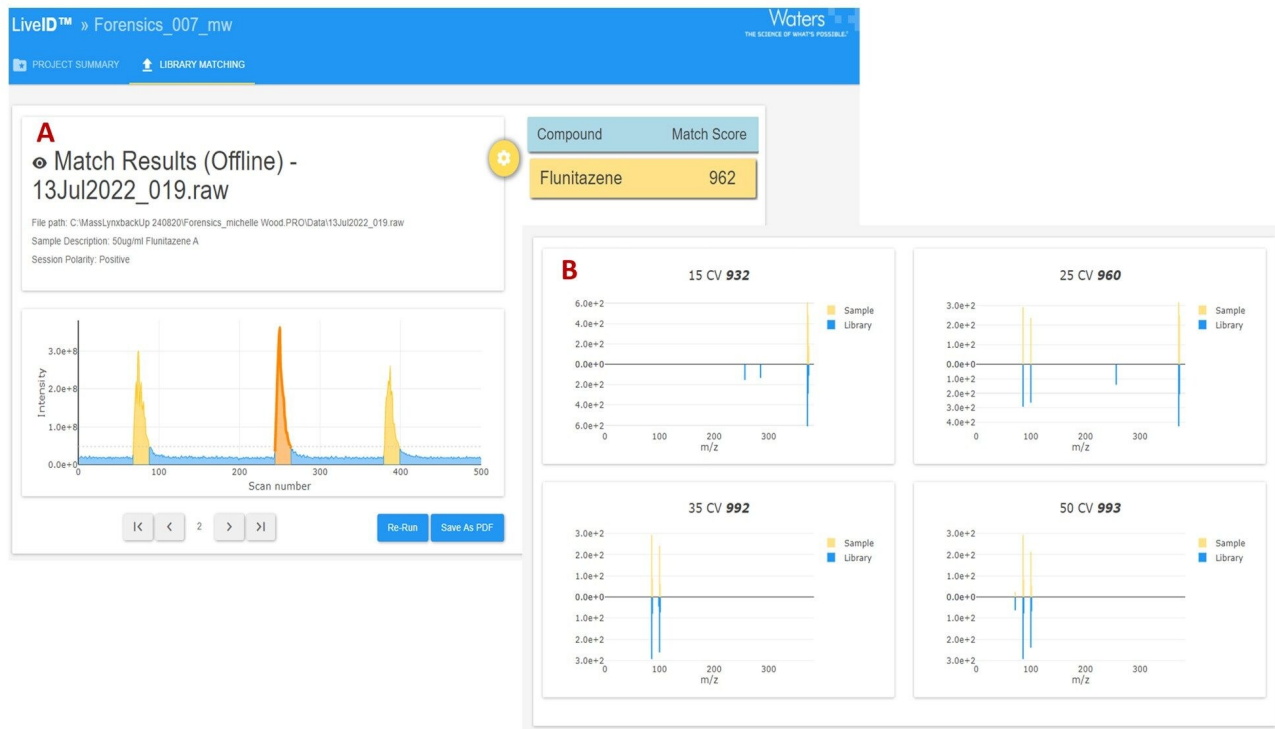 LiveID™ » Forensics_007_mw
Waters
THE SCIENCE OF WHAT'S POSSIBLE.™
PROJECT SUMMARY
LIBRARY MATCHING
A
Match Results (Offline) -
13Jul2022_019.raw
File path: C:\MassLynxbackUp 240820\Forensics_michelle Wood.PRO\Data\13Jul2022_019.raw
Sample Description: 50ug/ml Flunitazene A
Session Polarity: Positive
Compound Match Score
Flunitazene 962
Intensity
3.0e+8
2.0e+8
1.0e+8
0.0e+0
0 100 200 300 400 500
Scan number
2
Re-Run
Save As PDF
B
15 CV 932
6.0e+2
4.0e+2
2.0e+2
0.0e+0
2.0e+2
4.0e+2
6.0e+2
0 100 200 300
m/z
Sample
Library
25 CV 960
3.0e+2
2.0e+2
1.0e+2
0.0e+0
1.0e+2
2.0e+2
3.0e+2
4.0e+2
0 100 200 300
m/z
Sample
Library
35 CV 992
3.0e+2
2.0e+2
1.0e+2
0.0e+0
1.0e+2
2.0e+2
3.0e+2
0 100 200 300
m/z
Sample
Library
50 CV 993
3.0e+2
2.0e+2
1.0e+2
0.0e+0
1.0e+2
2.0e+2
3.0e+2
0 100 200 300
m/z
Sample
Library